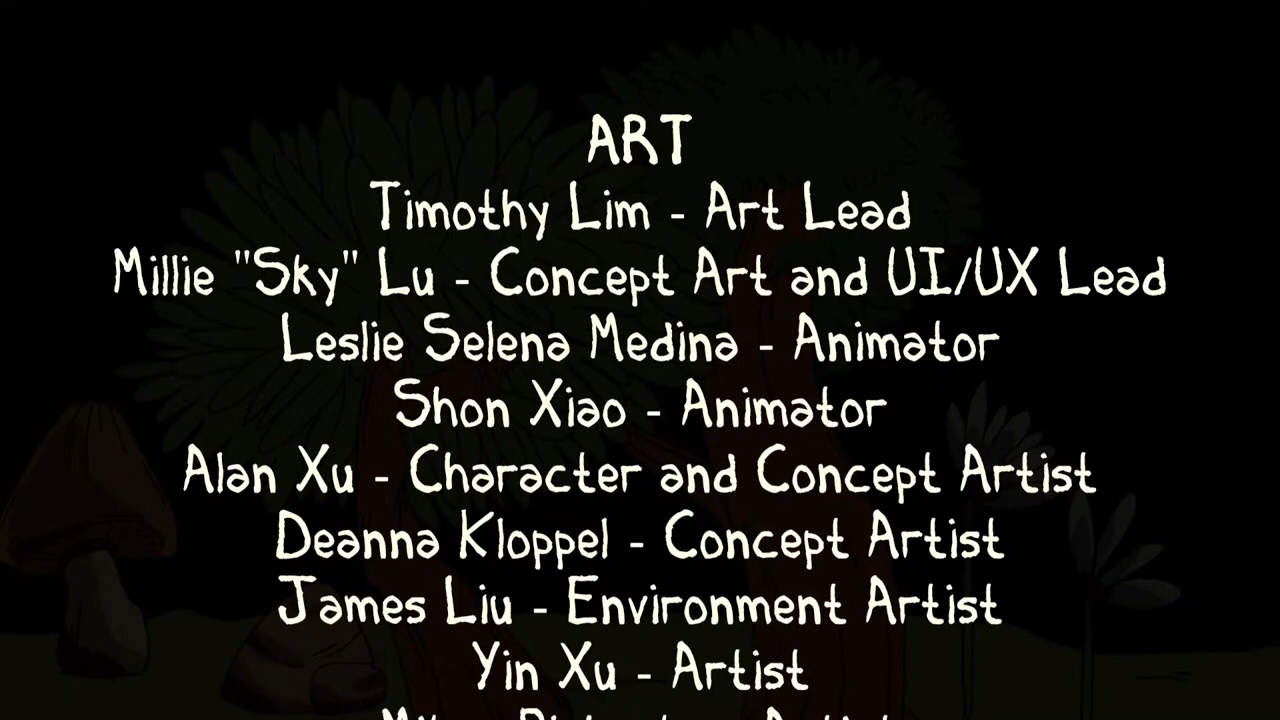 ART
Timothy Lim - Art Lead
Millie "Sky" Lu - Concept Art and UI/UX Lead
Leslie Selena Medina - Animator
Shon Xiao - Animator
Alan Xu - Character and Concept Artist
Deanna Kloppel - Concept Artist
James Liu - Environment Artist
Yin Xu - Artist